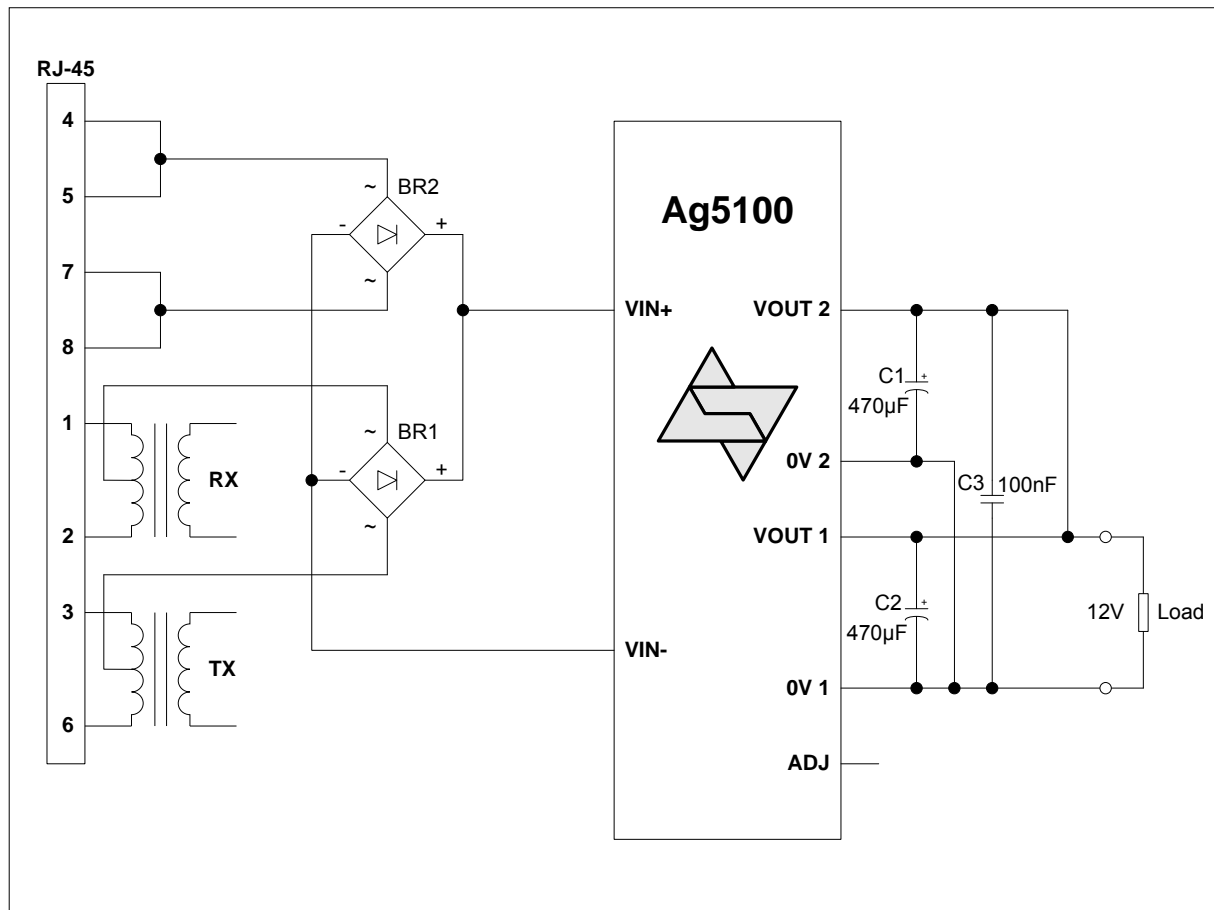 RJ-45
4
5
7
8
1
2
3
6
RX
TX
~
BR2
-
+
~
~
BR1
-
+
~
Ag5100
VIN+
VIN-
VOUT 2
0V 2
VOUT 1
0V 1
ADJ
C1
+
470µF
C3
100nF
C2
+
470µF
12V
Load